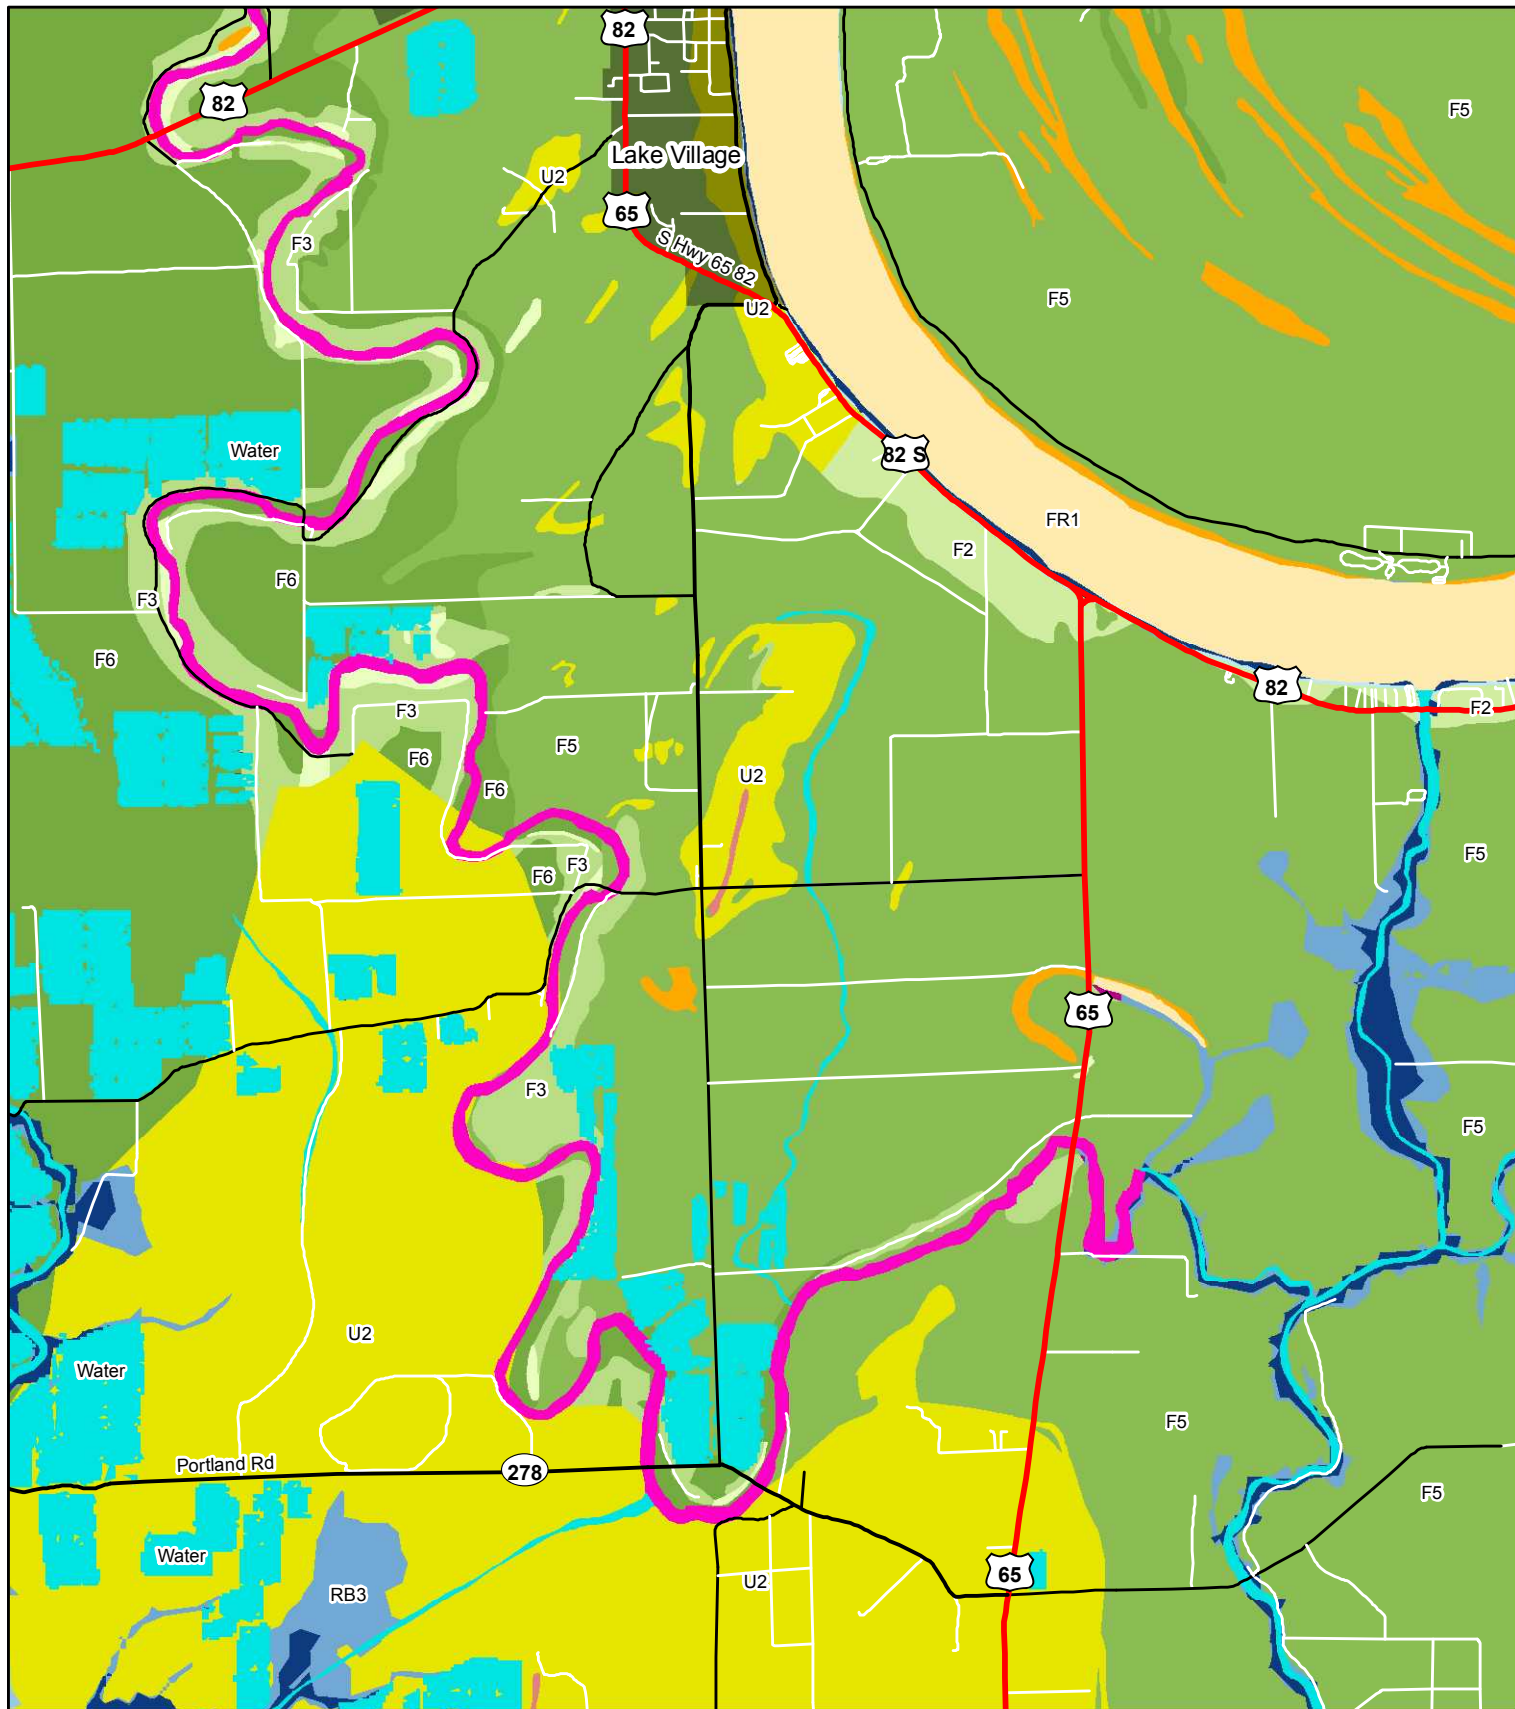 82
82
F5
Lake Village
U2
65
F3
S Hwy 65 82
F5
U2
Water
82 S
FR1
F2
F6
F3
F6
82
F2
F3
F5
F6
U2
F6
F5
F3
F6
65
F3
F5
U2
Water
F5
Portland Rd
278
F5
Water
65
U2
RB3